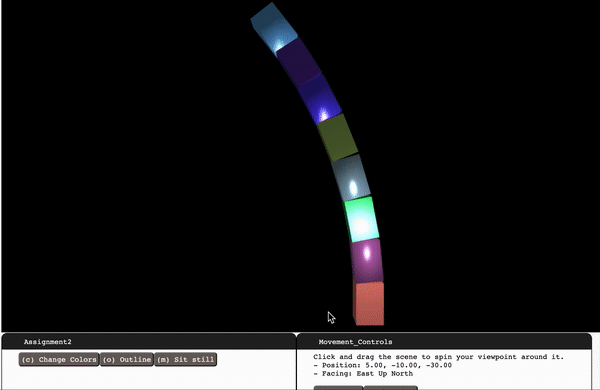 Assignment2
(c) Change Colors (o) Outline (m) Sit still
Movement_Controls
Click and drag the scene to spin your viewpoint around it.
- Position: 5.00, -10.00, -30.00
- Facing: East Up North